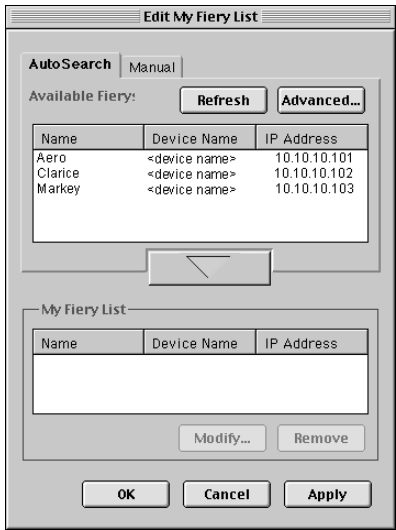 Edit My Fiery List
AutoSearch Manual
Available Fiery: Refresh Advanced...
Name Device Name IP Address
Aero <device name> 10.10.10.101
Clarice <device name> 10.10.10.102
Markey <device name> 10.10.10.103
My Fiery List
Name Device Name IP Address
Modify... Remove
OK Cancel Apply